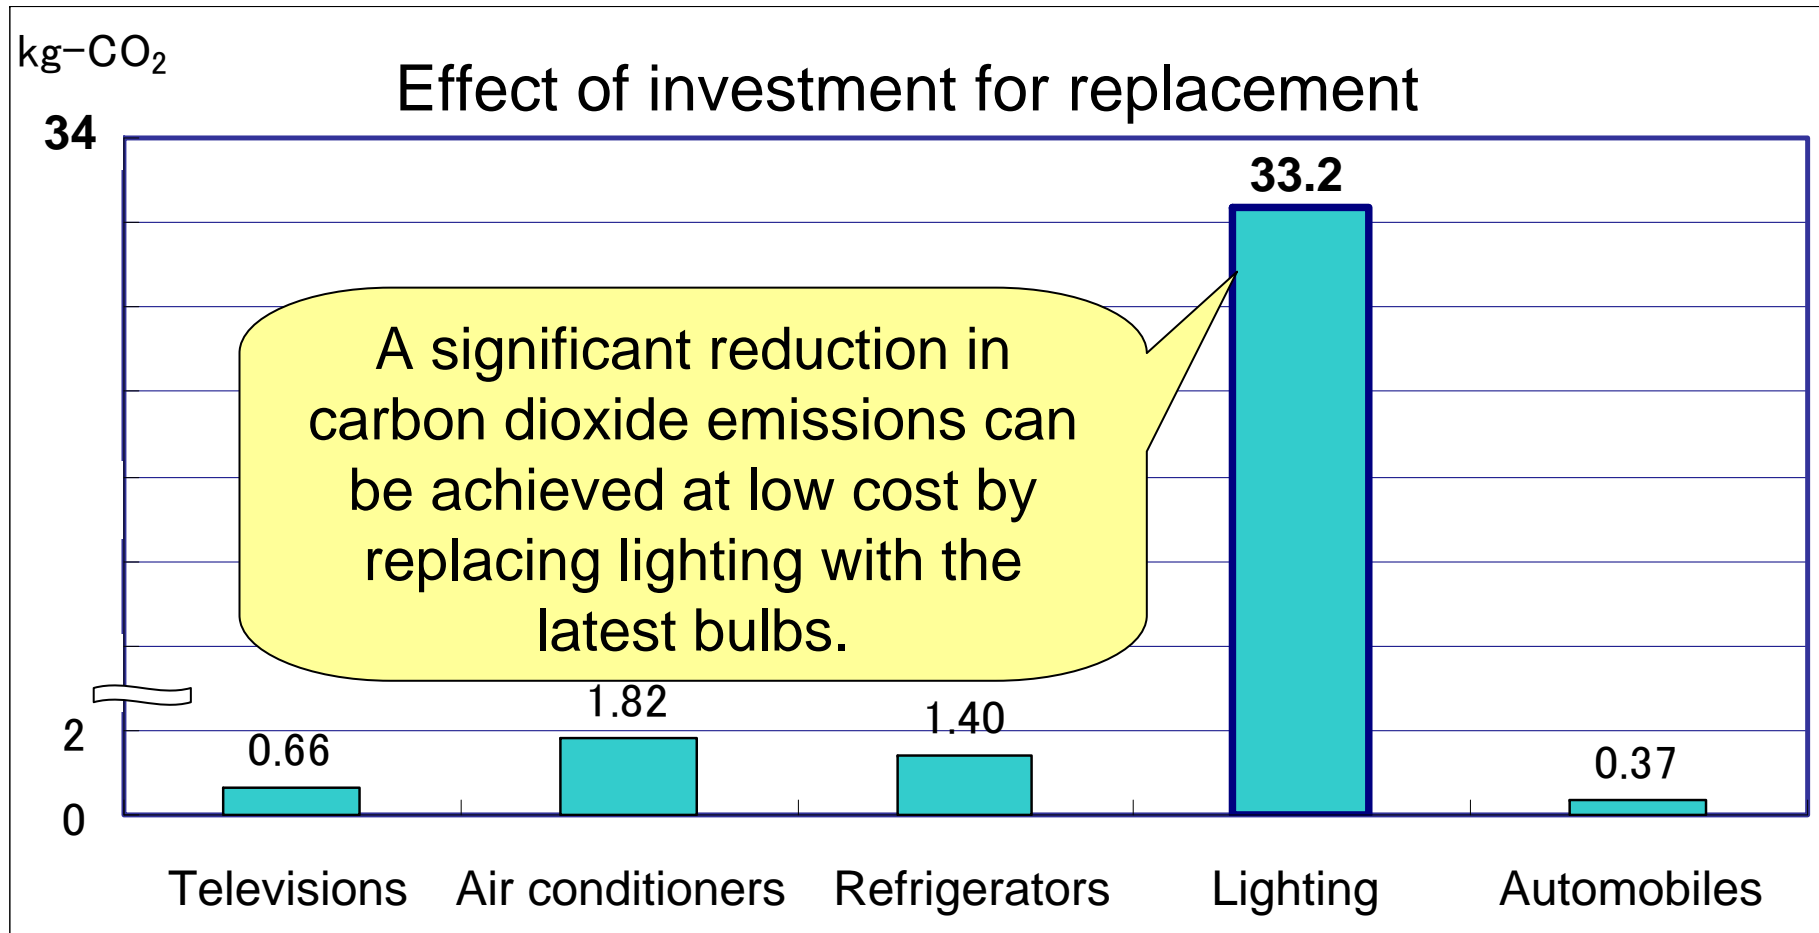 kg-CO₂
Effect of investment for replacement
34
33.2
A significant reduction in
carbon dioxide emissions can
be achieved at low cost by
replacing lighting with the
latest bulbs.
1.82
1.40
2
0.66
0.37
0
Televisions Air conditioners Refrigerators Lighting Automobiles